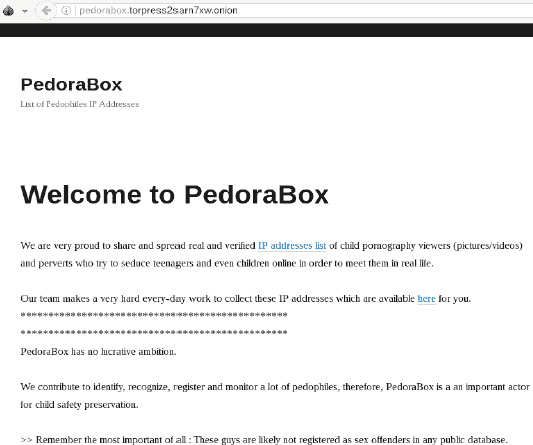 pedorabox.torpress2sarn7xw.onion
PedoraBox
List of Pedophiles IP Addresses
Welcome to PedoraBox
We are very proud to share and spread real and verified IP addresses list of child pornography viewers (pictures/videos)
and perverts who try to seduce teenagers and even children online in order to meet them in real life.
Our team makes a very hard every-day work to collect these IP addresses which are available here for you.
************************************************
************************************************
PedoraBox has no lucrative ambition.
We contribute to identify, recognize, register and monitor a lot of pedophiles, therefore, PedoraBox is a an important actor
for child safety preservation.
>> Remember the most important of all : These guys are likely not registered as sex offenders in any public database.